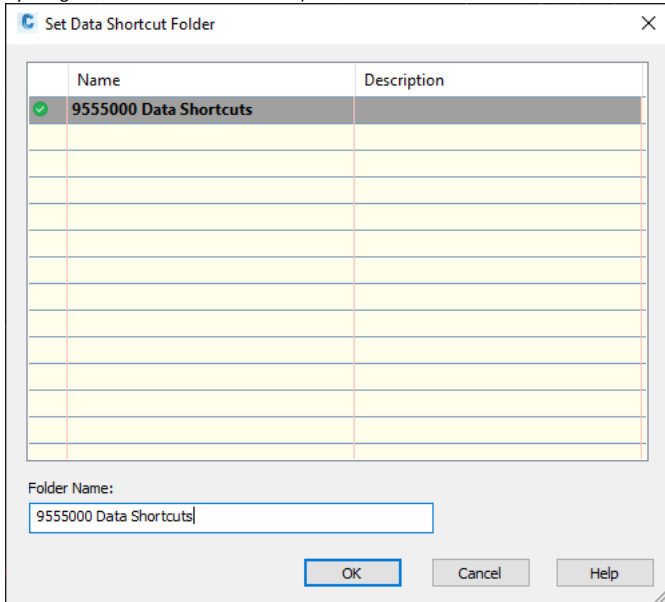 Set Data Shortcut Folder
Name Description
9555000 Data Shortcuts
Folder Name:
9555000 Data Shortcuts
OK Cancel Help